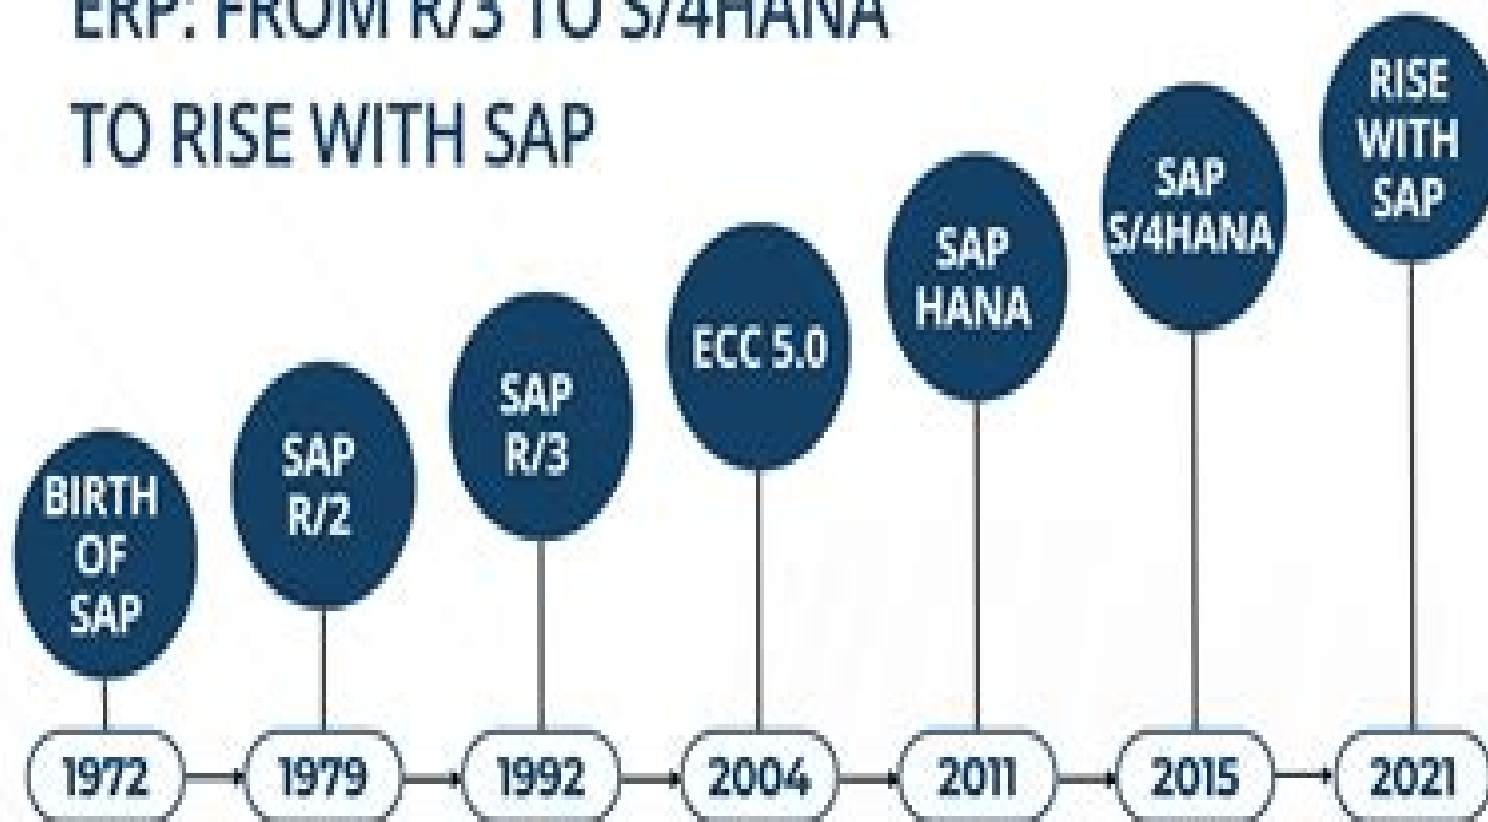 ERP: FROM R/3 TO S/4HANA
TO RISE WITH SAP
BIRTH
OF
SAP
SAP
R/2
SAP
R/3
ECC 5.0
SAP
HANA
SAP
S/4HANA
RISE
WITH
SAP
1972
1979
1992
2004
2011
2015
2021